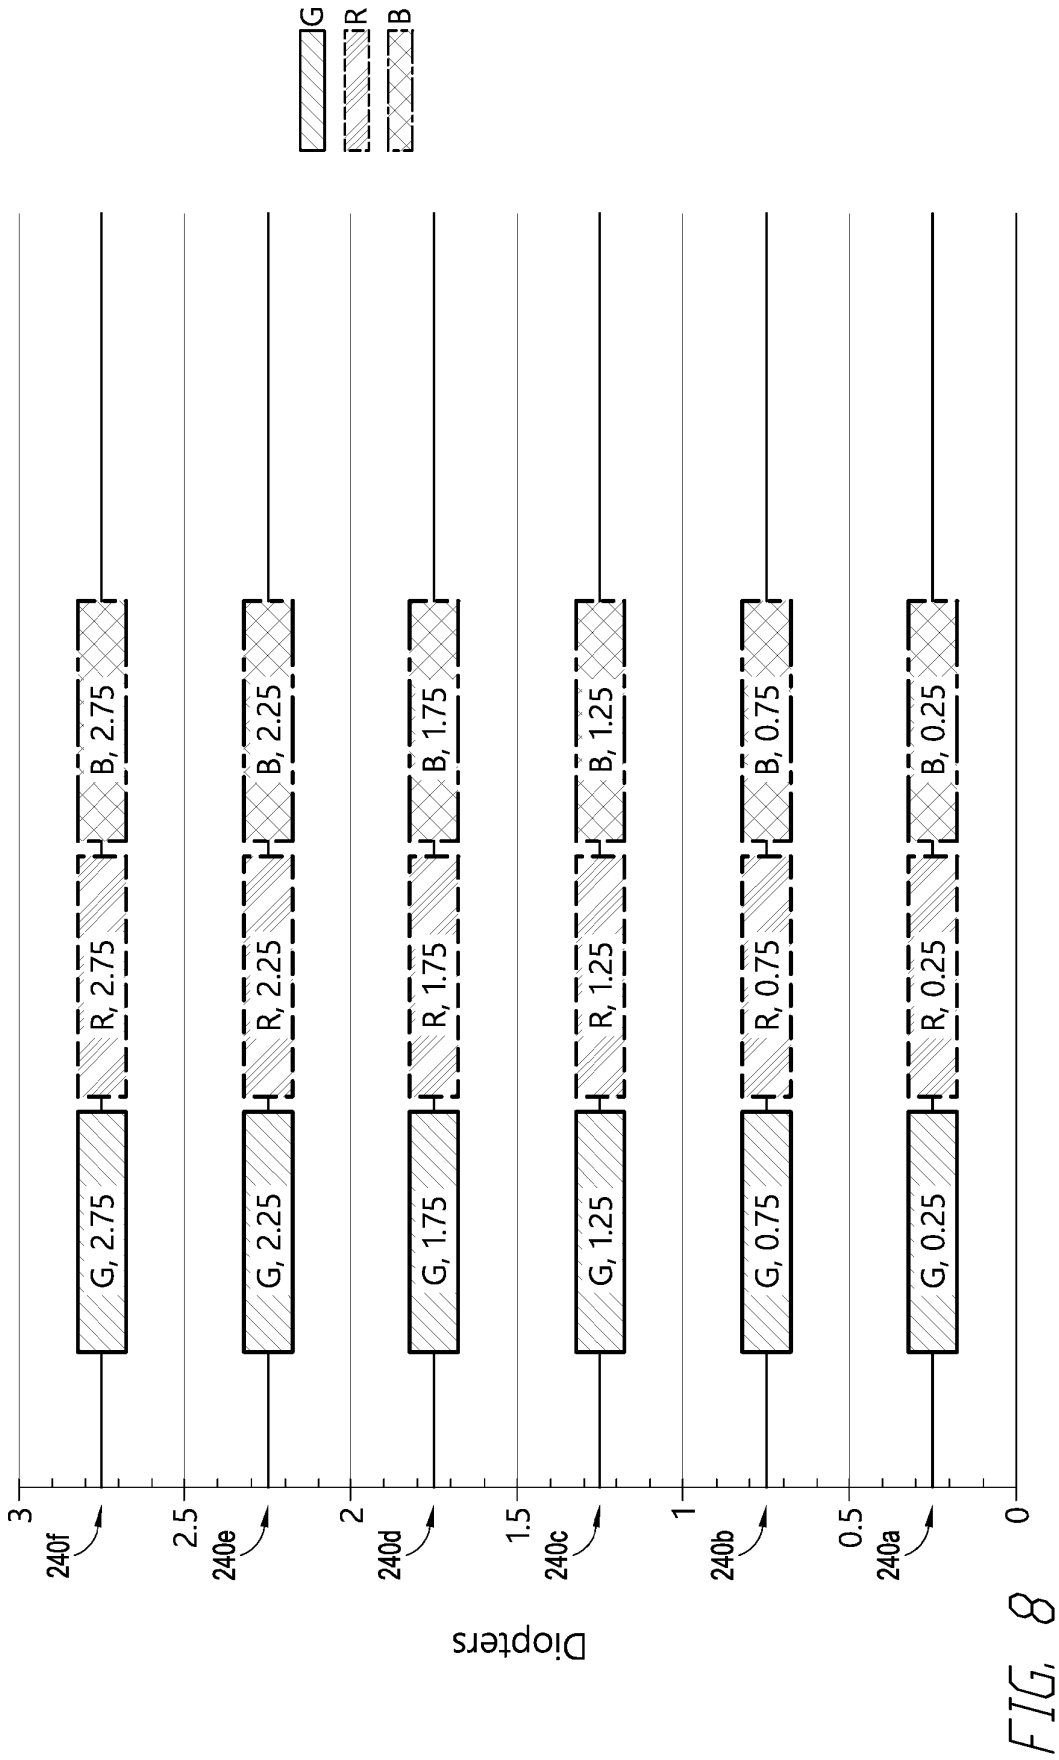 G
R
B
3
240f
G, 2.75
R, 2.75
B, 2.75
2.5
240e
G, 2.25
R, 2.25
B, 2.25
2
240d
G, 1.75
R, 1.75
B, 1.75
1.5
240c
G, 1.25
R, 1.25
B, 1.25
1
240b
G, 0.75
R, 0.75
B, 0.75
0.5
240a
G, 0.25
R, 0.25
B, 0.25
0
Diopters
FIG. 8